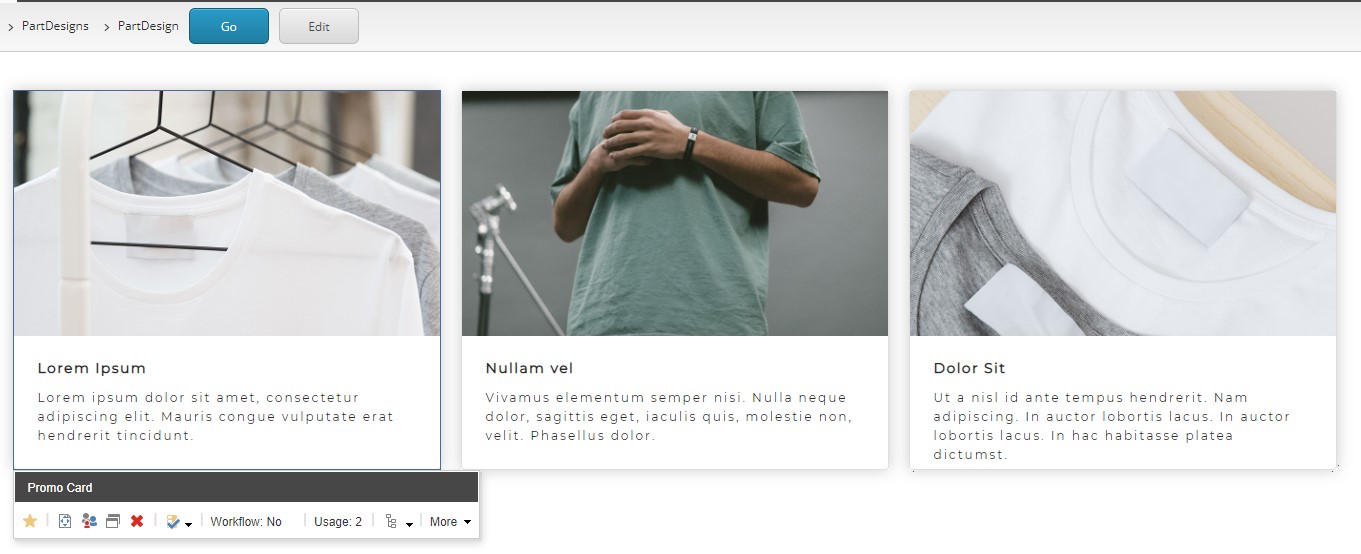 PartDesigns
PartDesign
Go
Edit
Lorem Ipsum
Lorem ipsum dolor sit amet, consectetur
adipiscing elit. Mauris congue vulputate erat
hendrerit tincidunt.
Nullam vel
Vivamus elementum semper nisi. Nulla neque
dolor, sagittis eget, iaculis quis, molestie non,
velit. Phasellus dolor.
Dolor Sit
Ut a nisl id ante tempus hendrerit. Nam
adipiscing. In auctor lobortis lacus. In auctor
lobortis lacus. In hac habitasse platea
dictumst.
Promo Card
Workflow: No
Usage: 2
More